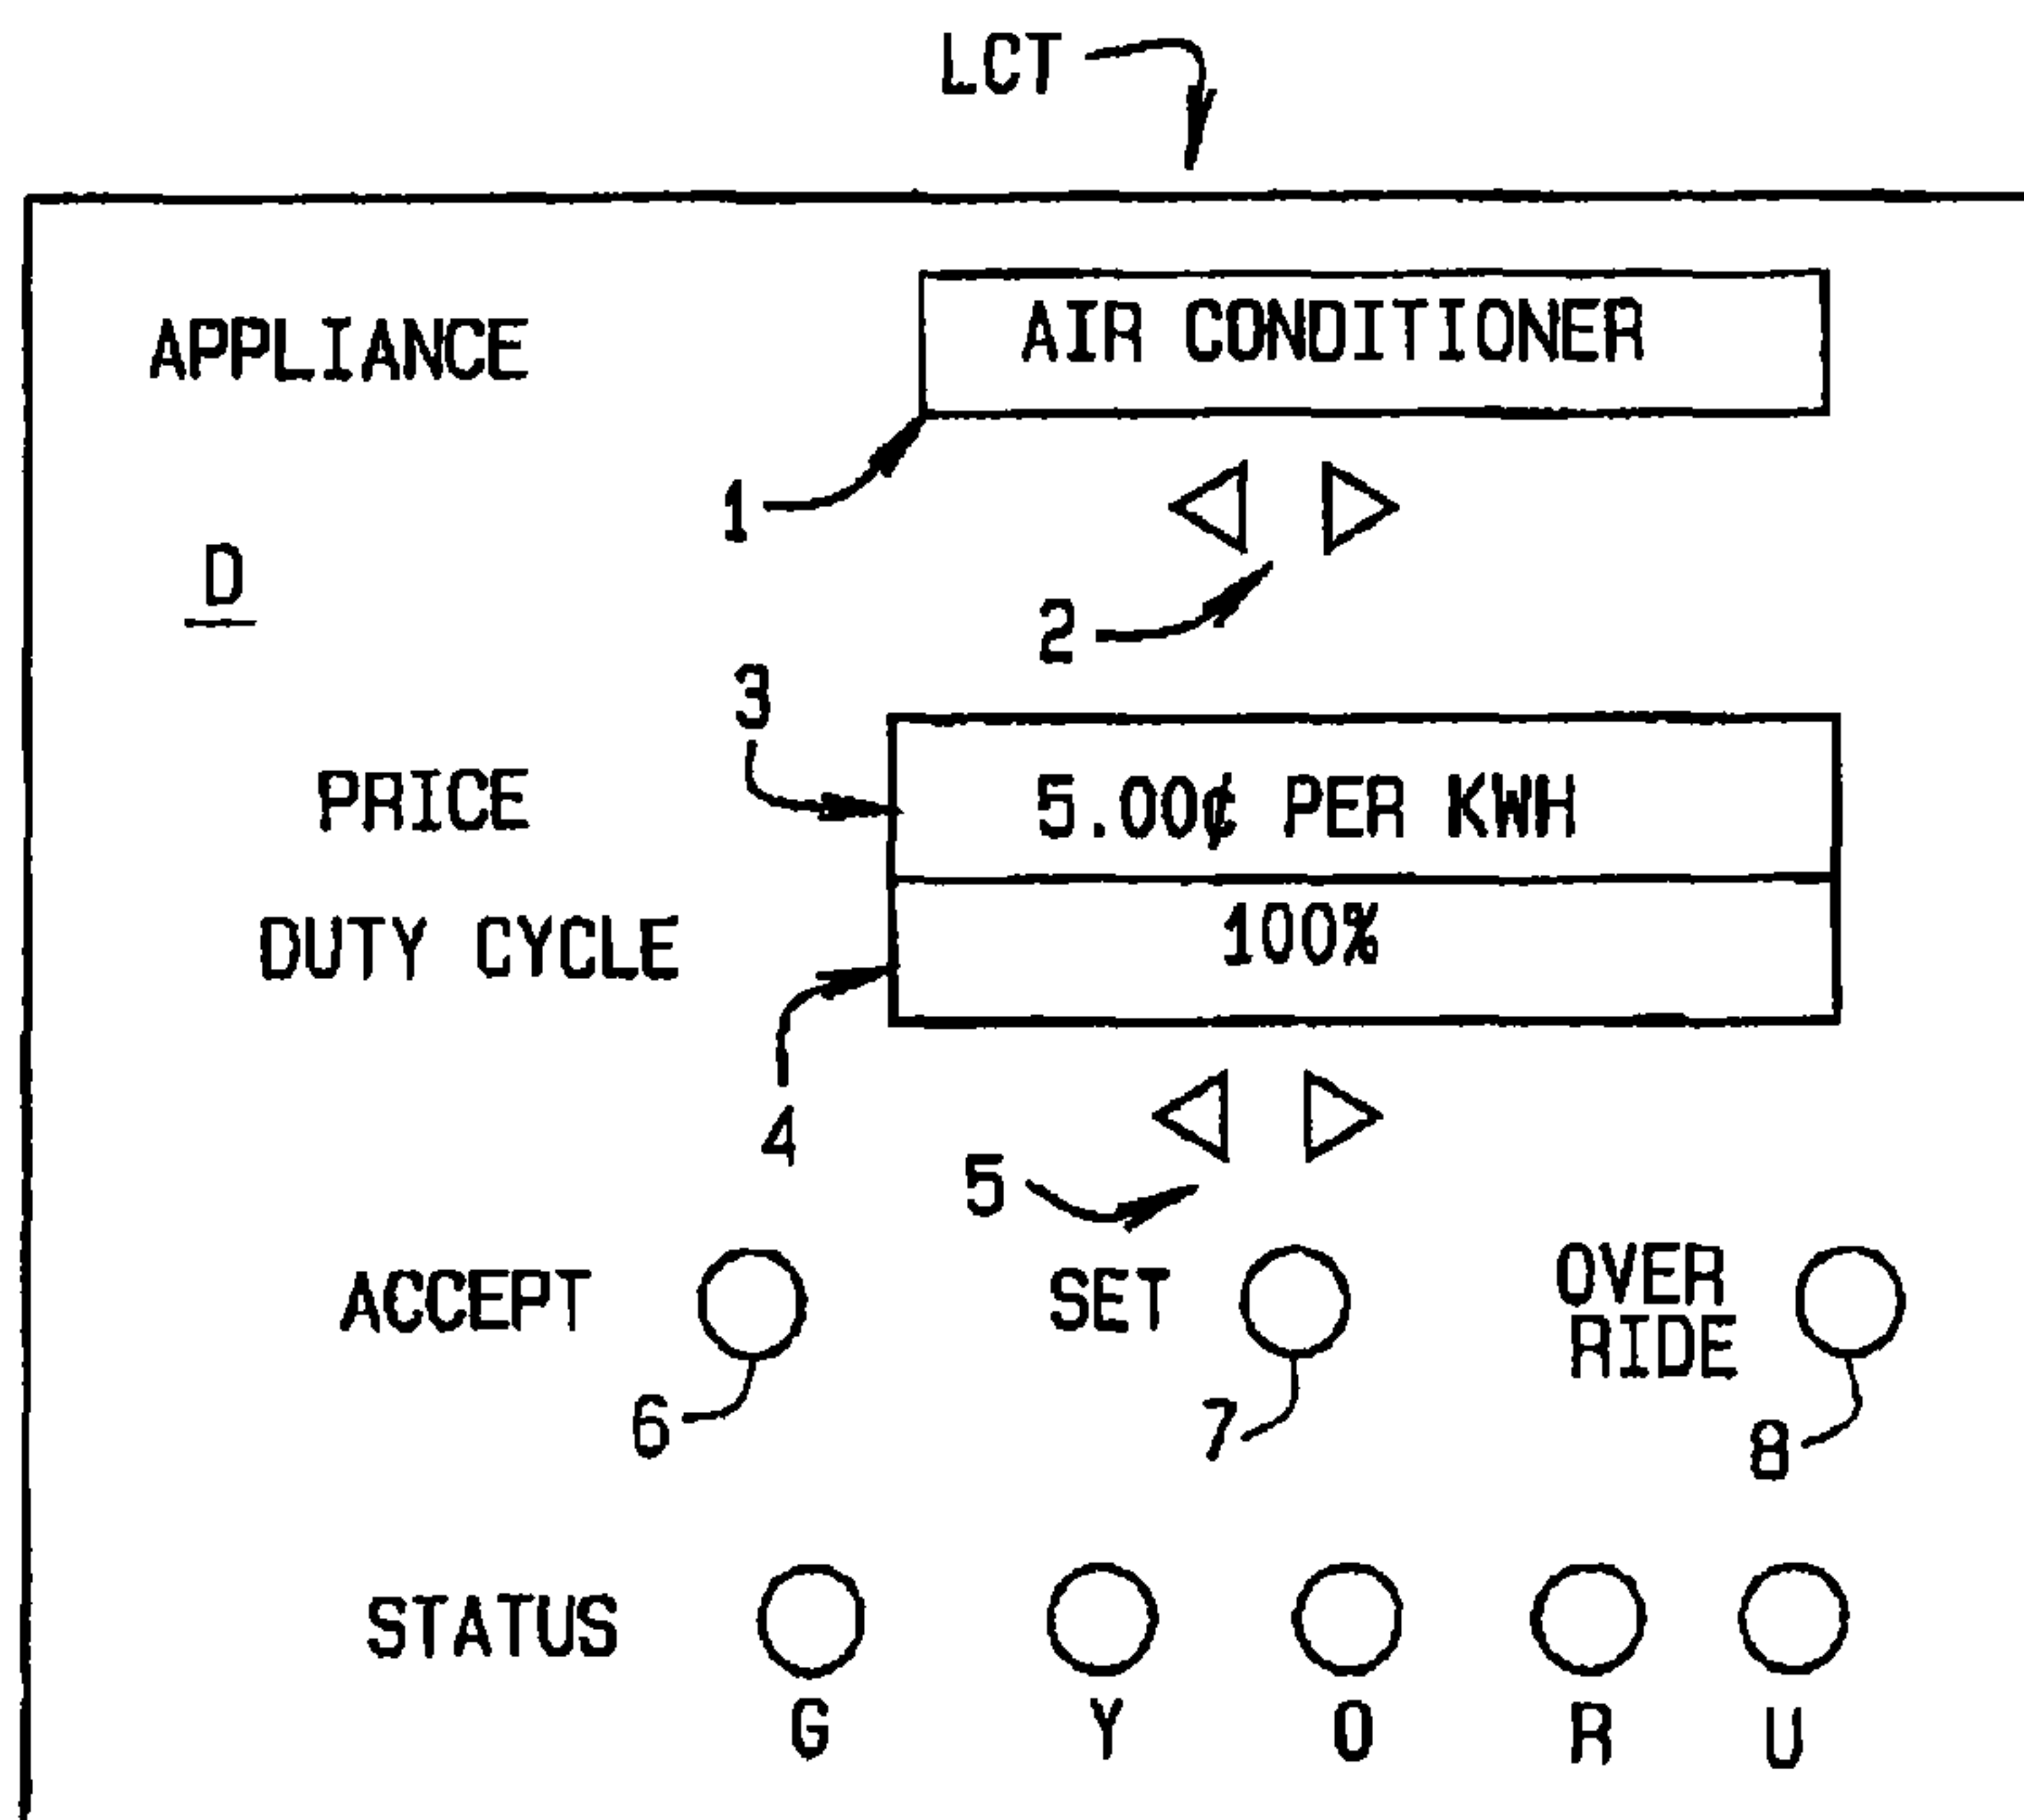 LCT
APPLIANCE AIR CONDITIONER
1
D
2
3
PRICE 5.00¢ PER KWH
DUTY CYCLE 100%
4
5
ACCEPT SET OVER
RIDE
6 7 8
STATUS
G Y O R U